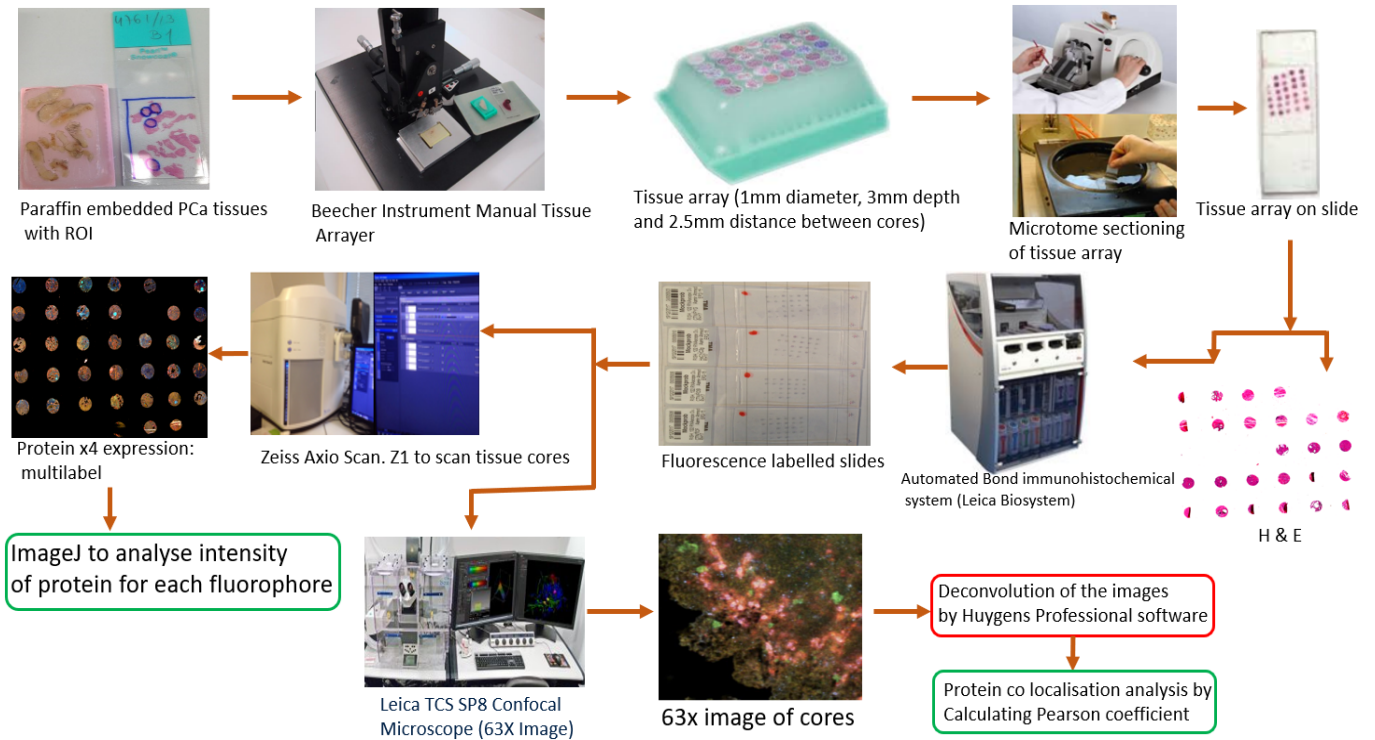 4761/13
B1
Paraffin embedded PCa tissues
with ROI
Beecher Instrument Manual Tissue
Arrayer
Tissue array (1mm diameter, 3mm depth
and 2.5mm distance between cores)
Microtome sectioning
of tissue array
Tissue array on slide
Protein x4 expression:
multilabel
Zeiss Axio Scan. Z1 to scan tissue cores
Fluorescence labelled slides
Automated Bond immunohistochemical
system (Leica Biosystem)
H & E
ImageJ to analyse intensity
of protein for each fluorophore
Leica TCS SP8 Confocal
Microscope (63X Image)
63x image of cores
Deconvolution of the images
by Huygens Professional software
Protein co localisation analysis by
Calculating Pearson coefficient